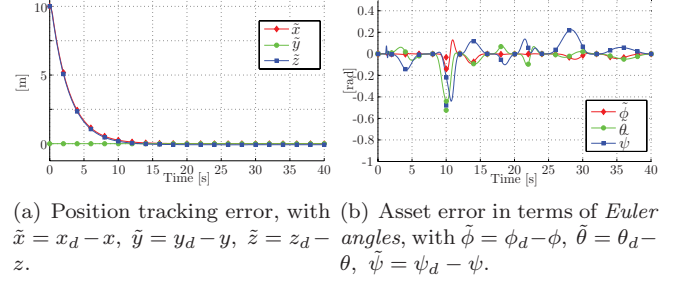 10
5
0
[m]
x̃
y
z̃
0 5 10 15 20 25 30 35 40
Time [s]
0.4
0.2
0
-0.2
-0.4
-0.6
-0.8
-1
[rad]
ϕ̃
θ
ψ
0 5 10 15 20 25 30 35 40
Time [s]
(a) Position tracking error, with
x̃ = x_d − x, ỹ = y_d − y, z̃ = z_d −
z.
(b) Asset error in terms of Euler
angles, with ϕ̃ = ϕ_d − ϕ, θ̃ = θ_d −
θ, ψ̃ = ψ_d − ψ.